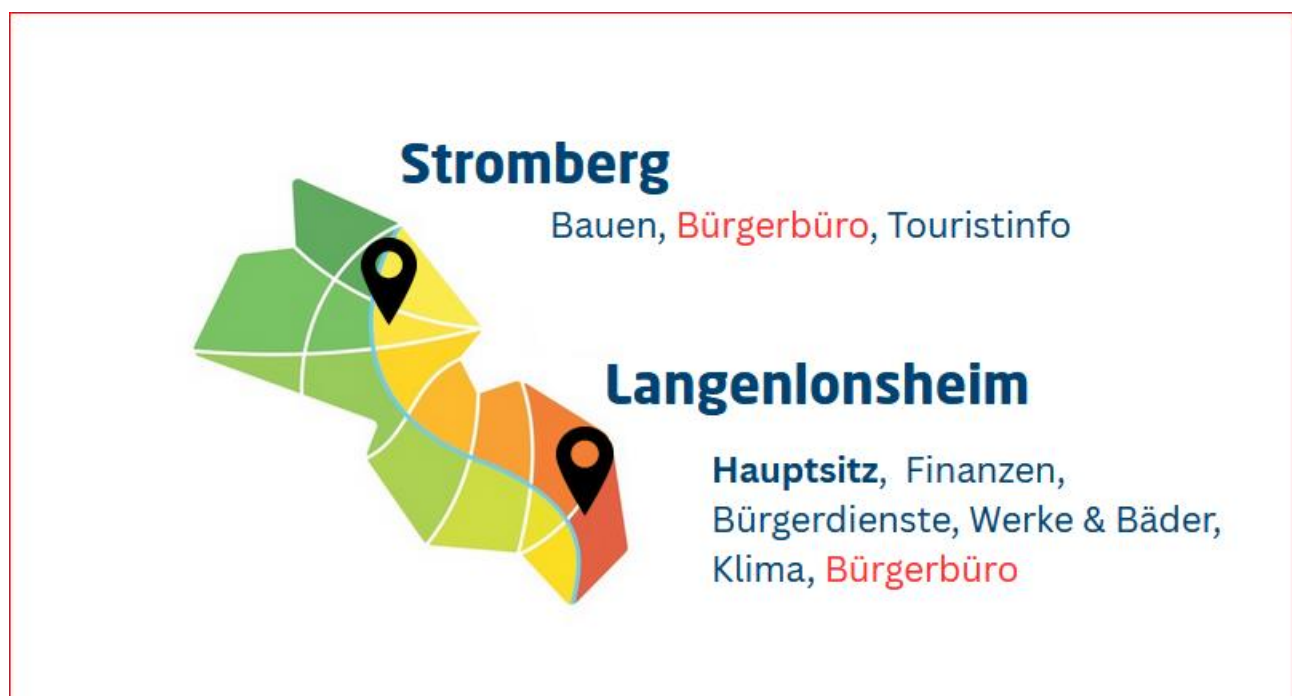 Stromberg
Bauen, Bürgerbüro, Touristinfo
Langenlonsheim
Hauptsitz, Finanzen,
Bürgerdienste, Werke & Bäder,
Klima, Bürgerbüro